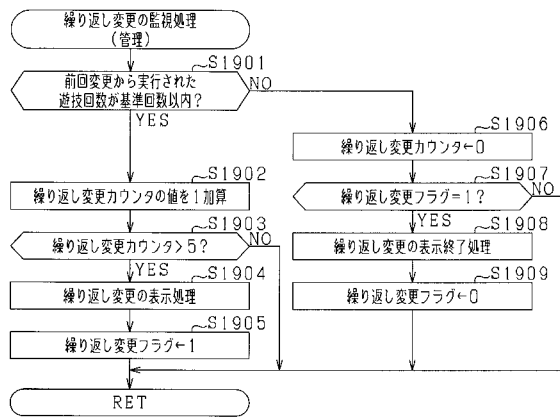 繰り返し変更の監視処理
(管理)
S1901
前回変更から実行された
遊技回数が基準回数以内?
NO
YES
S1902
繰り返し変更カウンタの値を1加算
S1903
繰り返し変更カウンタ>5?
NO
YES
S1904
繰り返し変更の表示処理
S1905
繰り返し変更フラグ←1
S1906
繰り返し変更カウンタ←0
S1907
繰り返し変更フラグ=1?
NO
YES
S1908
繰り返し変更の表示終了処理
S1909
繰り返し変更フラグ←0
RET